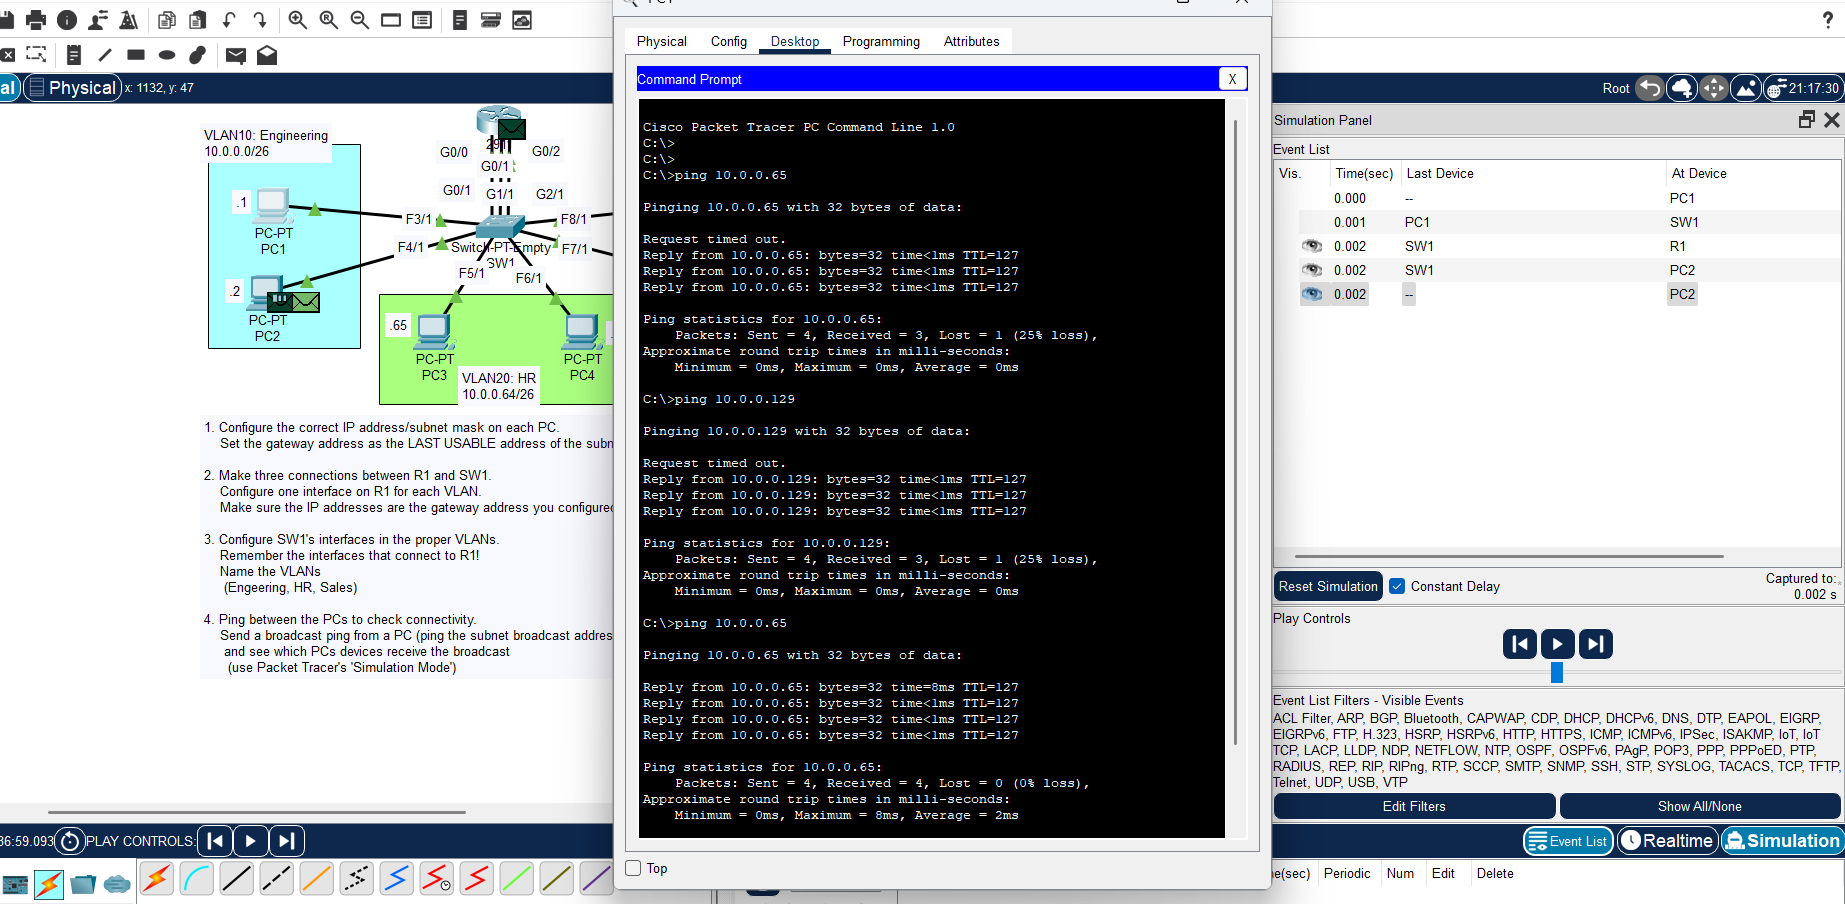 PC1
Physical
Config
Desktop
Programming
Attributes
?
Command Prompt
X
al
Physical
x: 1132, y: 47
Root
21:17:30
VLAN10: Engineering
10.0.0.0/26
G0/0
G0/2
G0/1
G0/1
G1/1
G2/1
.1
PC-PT
PC1
F3/1
F8/1
F4/1
Switch-PT-Empty
SW1
F7/1
F5/1
F6/1
.2
PC-PT
PC2
.65
PC-PT
PC3
PC-PT
PC4
VLAN20: HR
10.0.0.64/26
1. Configure the correct IP address/subnet mask on each PC.
Set the gateway address as the LAST USABLE address of the subn
2. Make three connections between R1 and SW1.
Configure one interface on R1 for each VLAN.
Make sure the IP addresses are the gateway address you configured
3. Configure SW1's interfaces in the proper VLANs.
Remember the interfaces that connect to R1!
Name the VLANs
(Engeering, HR, Sales)
4. Ping between the PCs to check connectivity.
Send a broadcast ping from a PC (ping the subnet broadcast addres
and see which PCs devices receive the broadcast
(use Packet Tracer's 'Simulation Mode')
Cisco Packet Tracer PC Command Line 1.0
C:\>
C:\>
C:\>ping 10.0.0.65
Pinging 10.0.0.65 with 32 bytes of data:
Request timed out.
Reply from 10.0.0.65: bytes=32 time<1ms TTL=127
Reply from 10.0.0.65: bytes=32 time<1ms TTL=127
Reply from 10.0.0.65: bytes=32 time<1ms TTL=127
Ping statistics for 10.0.0.65:
Packets: Sent = 4, Received = 3, Lost = 1 (25% loss),
Approximate round trip times in milli-seconds:
Minimum = 0ms, Maximum = 0ms, Average = 0ms
C:\>ping 10.0.0.129
Pinging 10.0.0.129 with 32 bytes of data:
Request timed out.
Reply from 10.0.0.129: bytes=32 time<1ms TTL=127
Reply from 10.0.0.129: bytes=32 time<1ms TTL=127
Reply from 10.0.0.129: bytes=32 time<1ms TTL=127
Ping statistics for 10.0.0.129:
Packets: Sent = 4, Received = 3, Lost = 1 (25% loss),
Approximate round trip times in milli-seconds:
Minimum = 0ms, Maximum = 0ms, Average = 0ms
C:\>ping 10.0.0.65
Pinging 10.0.0.65 with 32 bytes of data:
Reply from 10.0.0.65: bytes=32 time=8ms TTL=127
Reply from 10.0.0.65: bytes=32 time<1ms TTL=127
Reply from 10.0.0.65: bytes=32 time<1ms TTL=127
Reply from 10.0.0.65: bytes=32 time<1ms TTL=127
Ping statistics for 10.0.0.65:
Packets: Sent = 4, Received = 4, Lost = 0 (0% loss),
Approximate round trip times in milli-seconds:
Minimum = 0ms, Maximum = 8ms, Average = 2ms
Top
Simulation Panel
Event List
Vis. Time(sec) Last Device At Device
0.000 -- PC1
0.001 PC1 SW1
0.002 SW1 R1
0.002 SW1 PC2
0.002 -- PC2
Reset Simulation
Constant Delay
Captured to:
0.002 s
Play Controls
Event List Filters - Visible Events
ACL Filter, ARP, BGP, Bluetooth, CAPWAP, CDP, DHCP, DHCPv6, DNS, DTP, EAPOL, EIGRP,
EIGRPv6, FTP, H.323, HSRP, HSRPv6, HTTP, HTTPS, ICMP, ICMPv6, IPSec, ISAKMP, IoT, IoT
TCP, LACP, LLDP, NDP, NETFLOW, NTP, OSPF, OSPFv6, PAgP, POP3, PPP, PPPoED, PTP,
RADIUS, REP, RIP, RIPng, RTP, SCCP, SMTP, SNMP, SSH, STP, SYSLOG, TACACS, TCP, TFTP,
Telnet, UDP, USB, VTP
Edit Filters
Show All/None
36:59.093
PLAY CONTROLS:
Event List
Realtime
Simulation
e(sec) Periodic Num Edit Delete